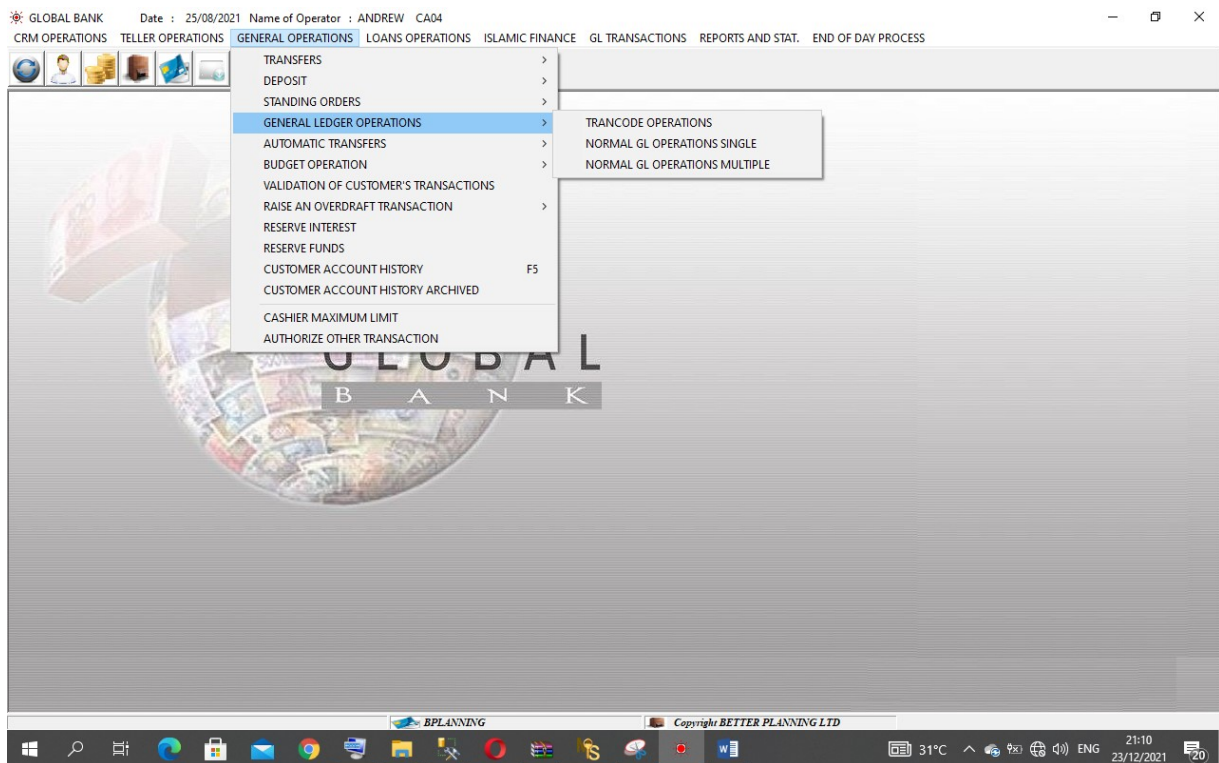 GLOBAL BANK Date : 25/08/2021 Name of Operator : ANDREW CA04
CRM OPERATIONS TELLER OPERATIONS GENERAL OPERATIONS LOANS OPERATIONS ISLAMIC FINANCE GL TRANSACTIONS REPORTS AND STAT. END OF DAY PROCESS
TRANSFERS
DEPOSIT
STANDING ORDERS
GENERAL LEDGER OPERATIONS
AUTOMATIC TRANSFERS
BUDGET OPERATION
VALIDATION OF CUSTOMER'S TRANSACTIONS
RAISE AN OVERDRAFT TRANSACTION
RESERVE INTEREST
RESERVE FUNDS
CUSTOMER ACCOUNT HISTORY F5
CUSTOMER ACCOUNT HISTORY ARCHIVED
CASHIER MAXIMUM LIMIT
AUTHORIZE OTHER TRANSACTION
TRANCODE OPERATIONS
NORMAL GL OPERATIONS SINGLE
NORMAL GL OPERATIONS MULTIPLE
GLOBAL
BANK
BPLANNING Copyright BETTER PLANNING LTD
31°C ENG 21:10
23/12/2021 20